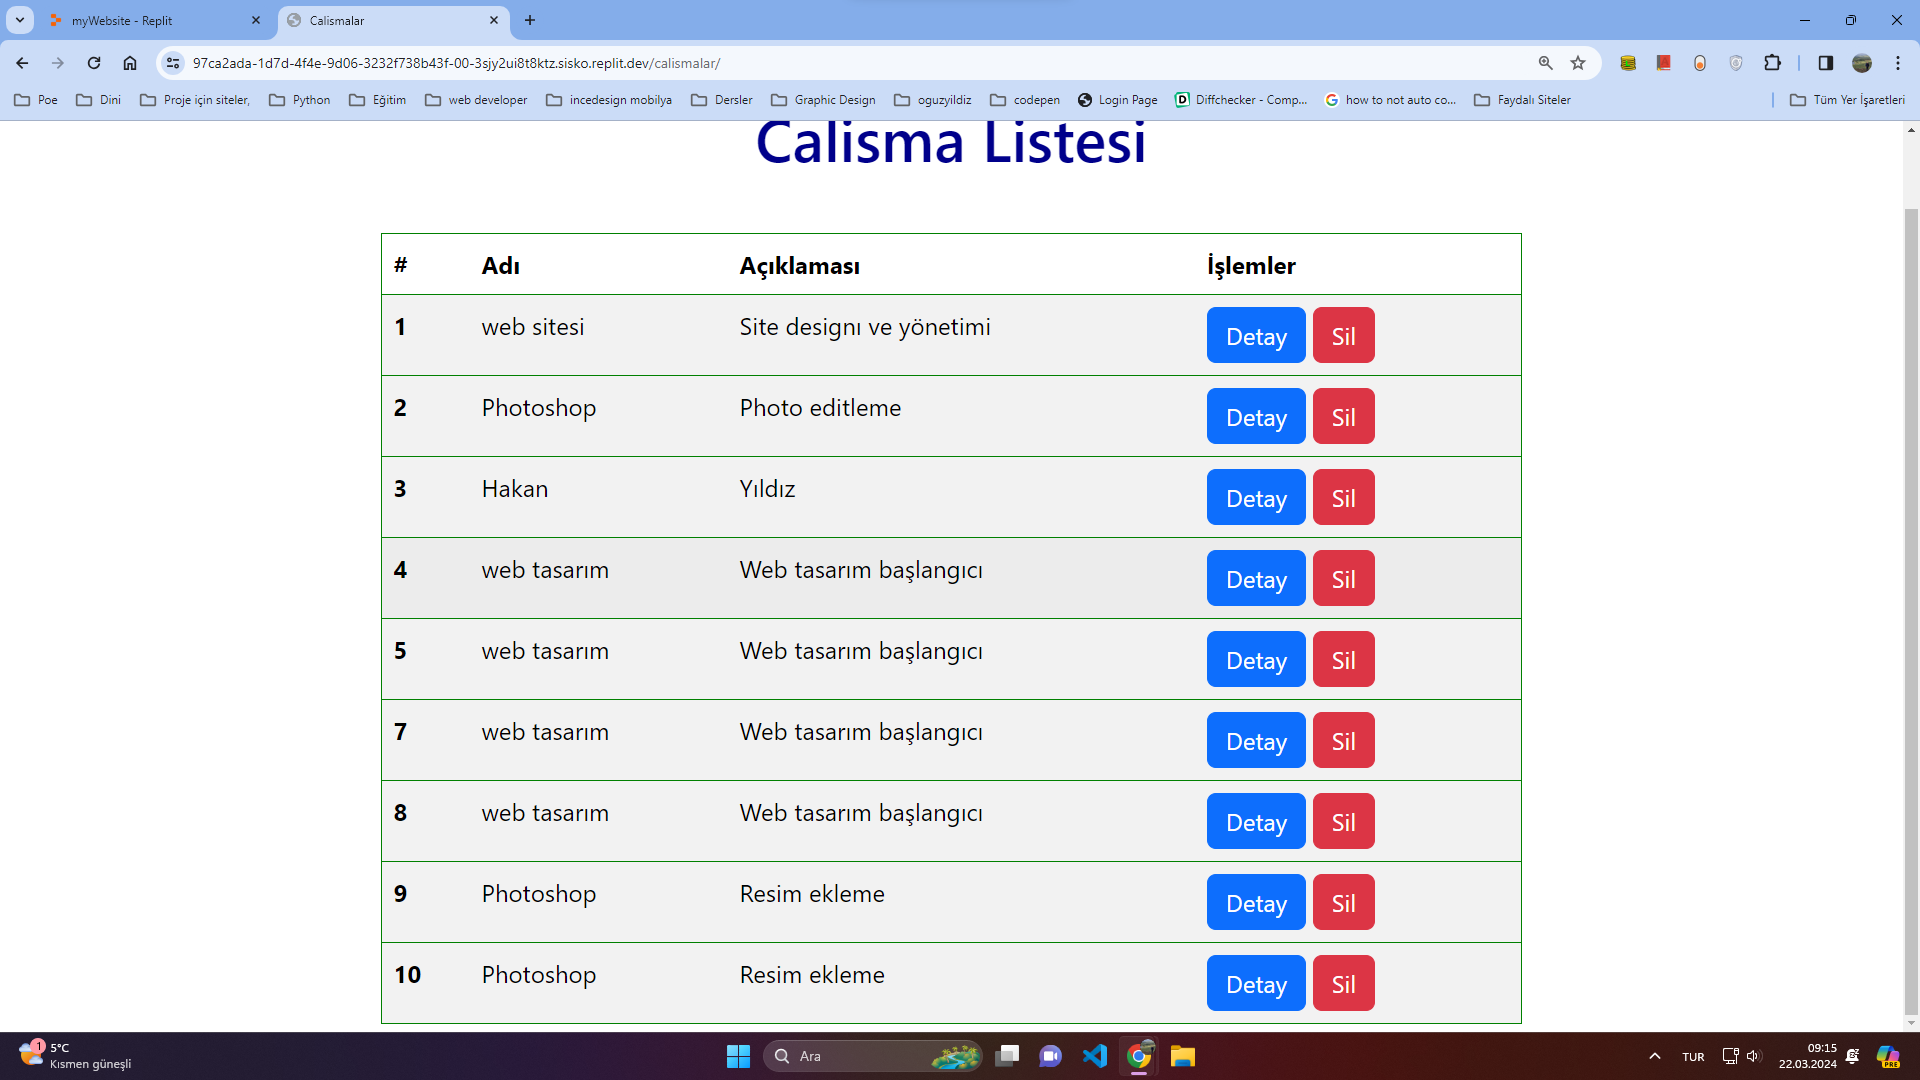 myWebsite - Replit
Calismalar
97ca2ada-1d7d-4f4e-9d06-3232f738b43f-00-3sjy2ui8t8ktz.sisko.replit.dev/calismalar/
Poe
Dini
Proje için siteler,
Python
Eğitim
web developer
incedesign mobilya
Dersler
Graphic Design
oguzyildiz
codepen
Login Page
Diffchecker - Comp...
how to not auto co...
Faydalı Siteler
Tüm Yer İşaretleri
Calisma Listesi
# Adı Açıklaması İşlemler
1 web sitesi Site designı ve yönetimi Detay Sil
2 Photoshop Photo editleme Detay Sil
3 Hakan Yıldız Detay Sil
4 web tasarım Web tasarım başlangıcı Detay Sil
5 web tasarım Web tasarım başlangıcı Detay Sil
7 web tasarım Web tasarım başlangıcı Detay Sil
8 web tasarım Web tasarım başlangıcı Detay Sil
9 Photoshop Resim ekleme Detay Sil
10 Photoshop Resim ekleme Detay Sil
1
5°C
Kısmen güneşli
Ara
TUR
09:15
22.03.2024
PRE